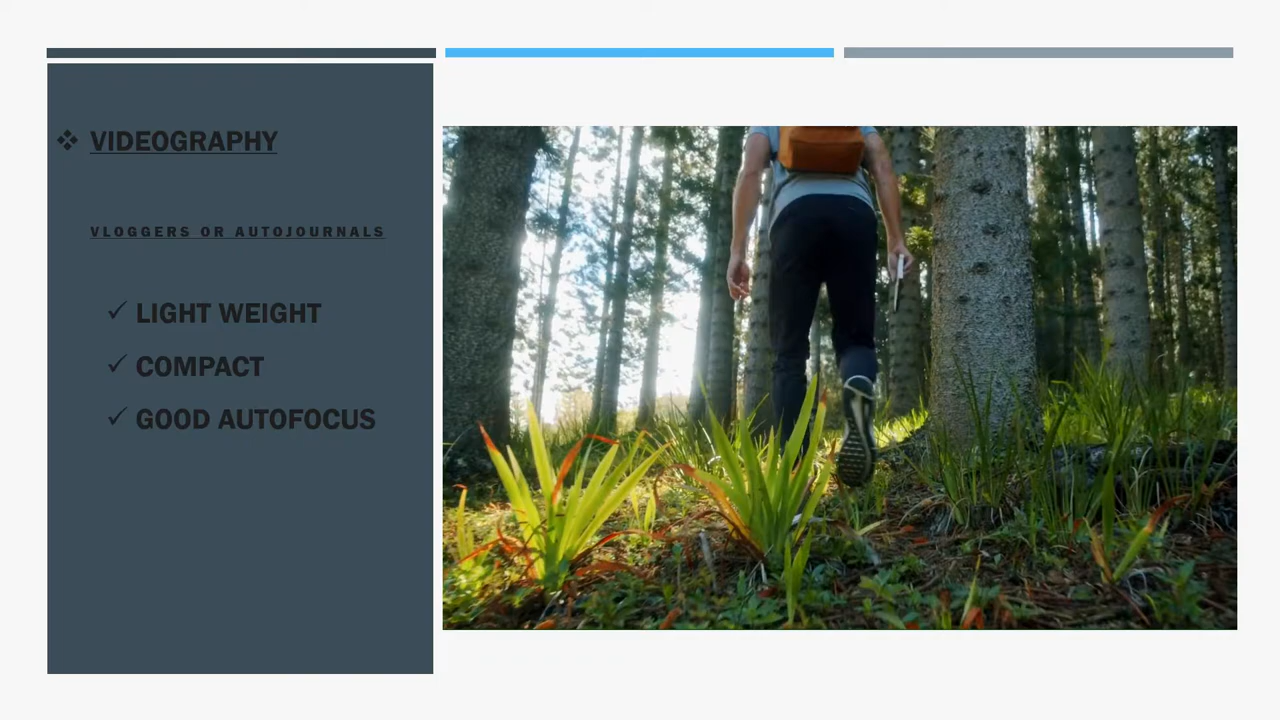 ❖ VIDEOGRAPHY
VLOGGERS OR AUTOJOURNALS
✓ LIGHT WEIGHT
✓ COMPACT
✓ GOOD AUTOFOCUS